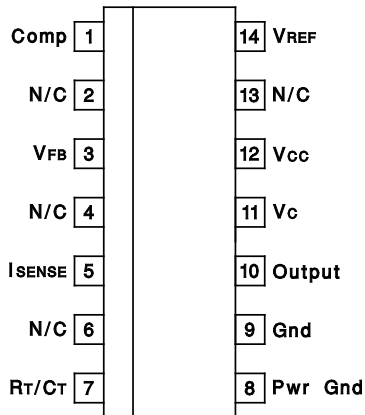 Comp 1 14 VREF
N/C 2 13 N/C
VFB 3 12 VCC
N/C 4 11 VC
ISENSE 5 10 Output
N/C 6 9 Gnd
RT/CT 7 8 Pwr Gnd